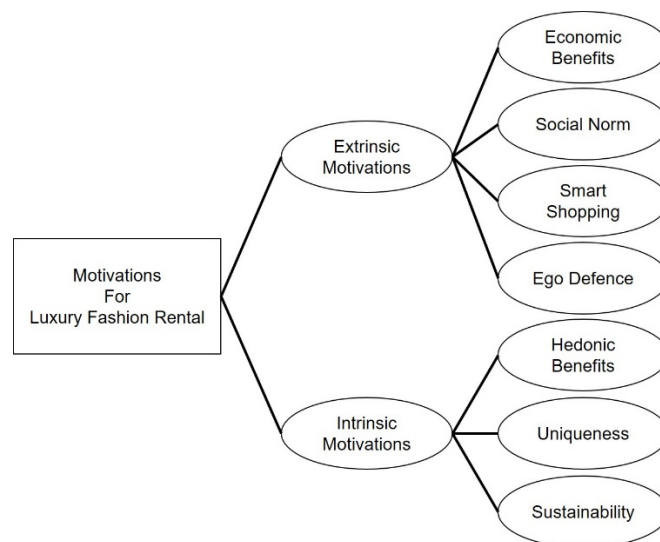 Economic
Benefits
Social Norm
Extrinsic
Motivations
Smart
Shopping
Ego Defence
Motivations
For
Luxury Fashion Rental
Hedonic
Benefits
Intrinsic
Motivations
Uniqueness
Sustainability